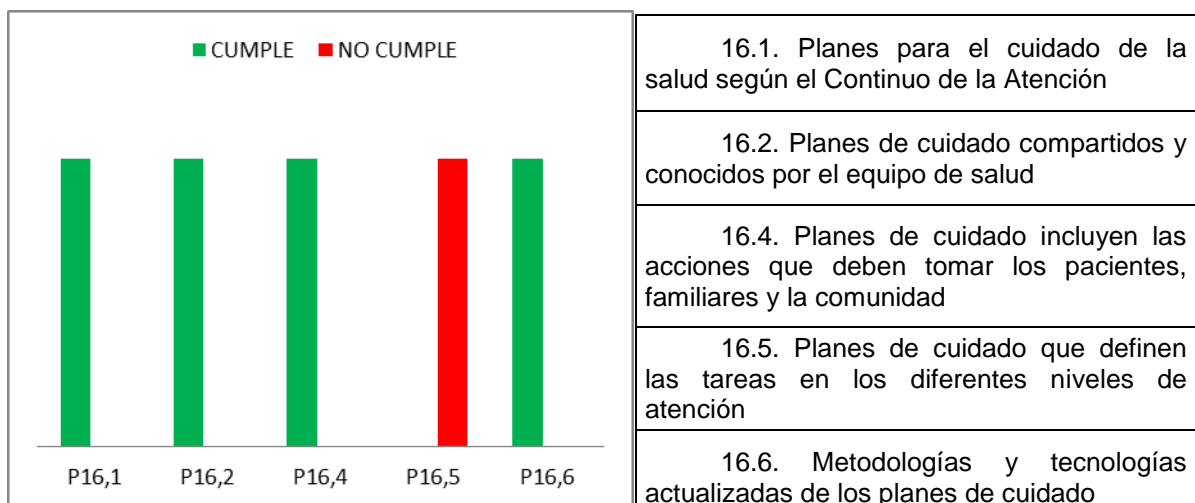 CUMPLE NO CUMPLE
P16,1 P16,2 P16,4 P16,5 P16,6
16.1. Planes para el cuidado de la
salud según el Continuo de la Atención
16.2. Planes de cuidado compartidos y
conocidos por el equipo de salud
16.4. Planes de cuidado incluyen las
acciones que deben tomar los pacientes,
familiares y la comunidad
16.5. Planes de cuidado que definen
las tareas en los diferentes niveles de
atención
16.6. Metodologías y tecnologías
actualizadas de los planes de cuidado